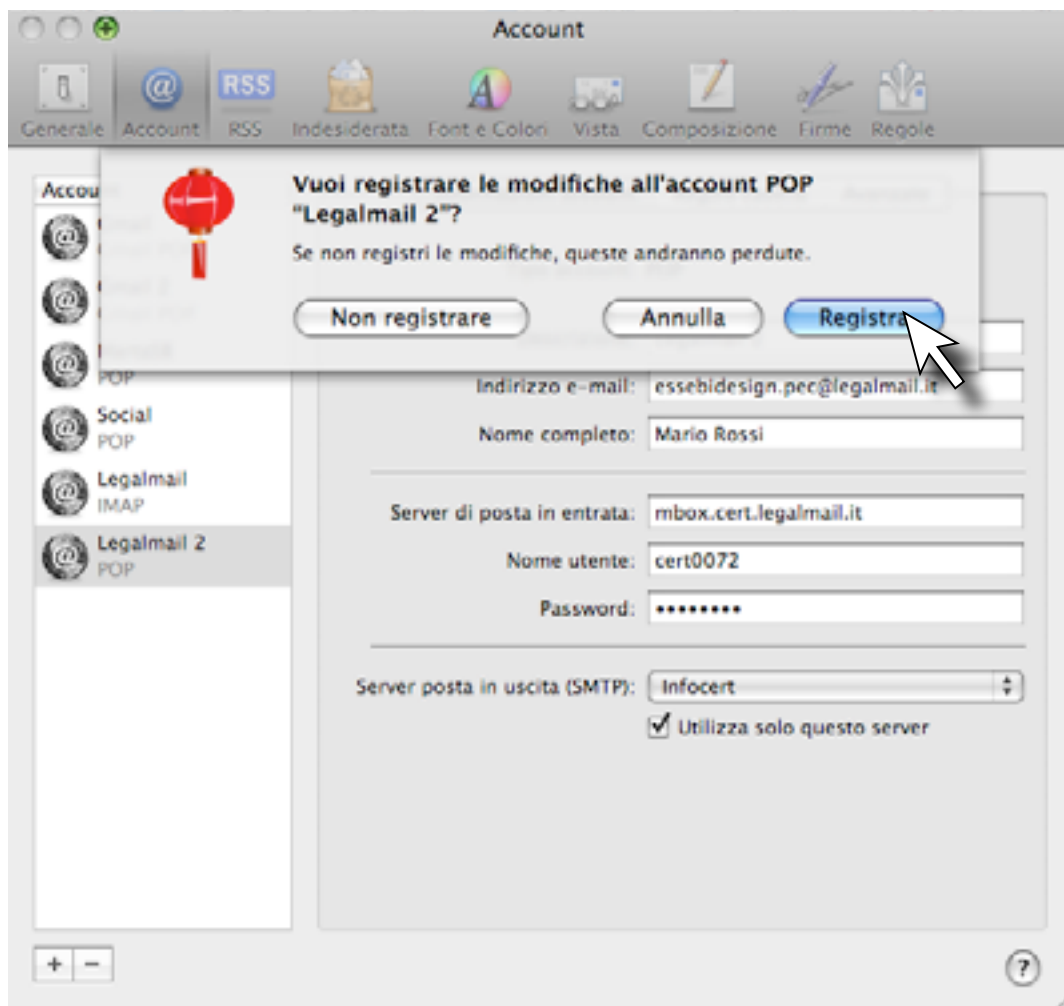 Account
RSS
Generale Account RSS Indesiderata Font e Colori Vista Composizione Firme Regole
Vuoi registrare le modifiche all'account POP
"Legalmail 2"?
Se non registri le modifiche, queste andranno perdute.
Non registrare Annulla Registra
Accou
POP
Social
POP
Legalmail
IMAP
Legalmail 2
POP
Indirizzo e-mail: essebidesign.pec@legalmail.it
Nome completo: Mario Rossi
Server di posta in entrata: mbox.cert.legalmail.it
Nome utente: cert0072
Password: ••••••••
Server posta in uscita (SMTP): Infocert
Utilizza solo questo server
+ −
?